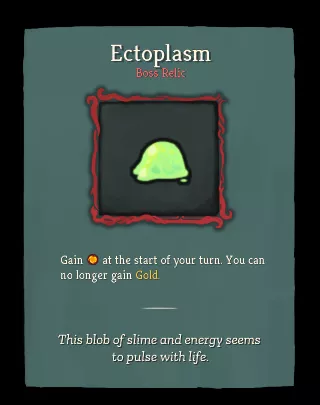 Ectoplasm
Boss Relic
Gain at the start of your turn. You can
no longer gain Gold.
This blob of slime and energy seems
to pulse with life.